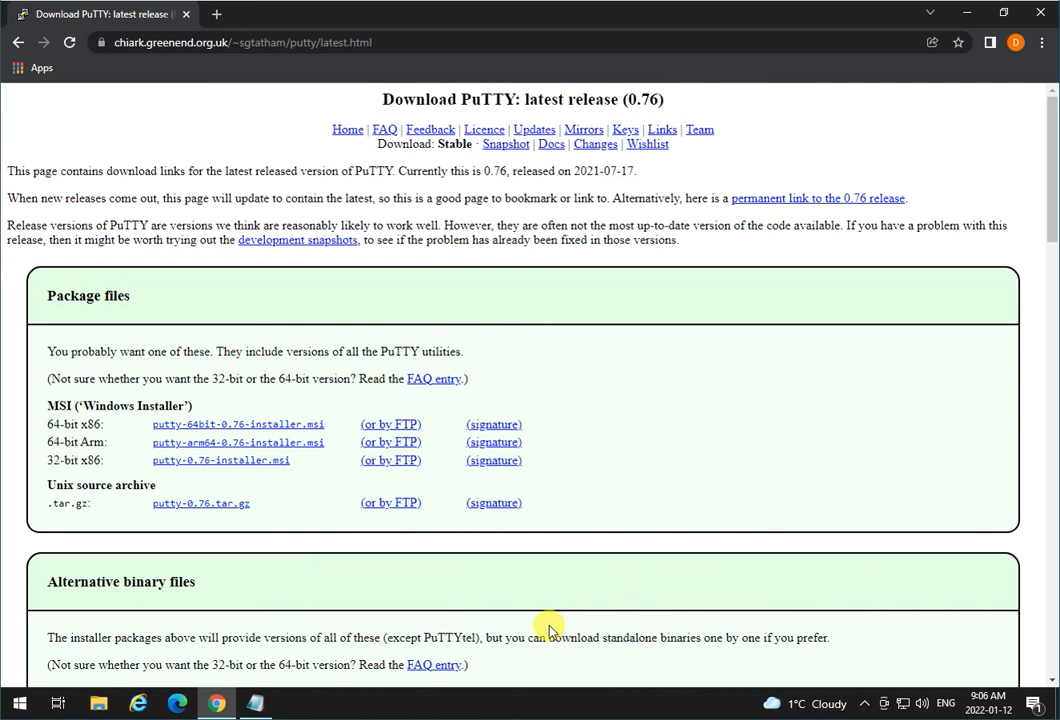 Download PuTTY: latest release (
chiark.greenend.org.uk/~sgtatham/putty/latest.html
D
Apps
Download PuTTY: latest release (0.76)
Home | FAQ | Feedback | Licence | Updates | Mirrors | Keys | Links | Team
Download: Stable · Snapshot | Docs | Changes | Wishlist
This page contains download links for the latest released version of PuTTY. Currently this is 0.76, released on 2021-07-17.
When new releases come out, this page will update to contain the latest, so this is a good page to bookmark or link to. Alternatively, here is a permanent link to the 0.76 release.
Release versions of PuTTY are versions we think are reasonably likely to work well. However, they are often not the most up-to-date version of the code available. If you have a problem with this
release, then it might be worth trying out the development snapshots, to see if the problem has already been fixed in those versions.
Package files
You probably want one of these. They include versions of all the PuTTY utilities.
(Not sure whether you want the 32-bit or the 64-bit version? Read the FAQ entry.)
MSI (‘Windows Installer’)
64-bit x86: putty-64bit-0.76-installer.msi (or by FTP) (signature)
64-bit Arm: putty-arm64-0.76-installer.msi (or by FTP) (signature)
32-bit x86: putty-0.76-installer.msi (or by FTP) (signature)
Unix source archive
.tar.gz: putty-0.76.tar.gz (or by FTP) (signature)
Alternative binary files
The installer packages above will provide versions of all of these (except PuTTYtel), but you can download standalone binaries one by one if you prefer.
(Not sure whether you want the 32-bit or the 64-bit version? Read the FAQ entry.)
1°C Cloudy
ENG
9:06 AM
2022-01-12
1